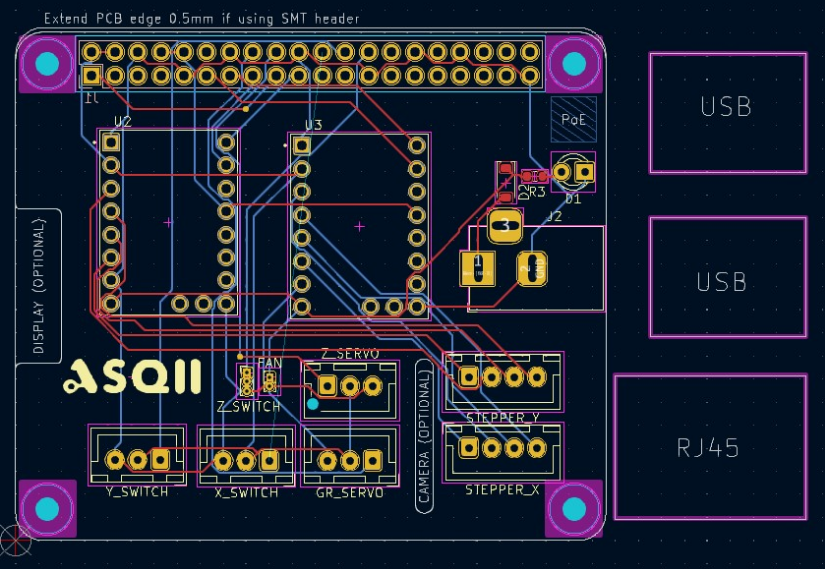 Extend PCB edge 0.5mm if using SMT header
J1
U2
U3
PoE
USB
D2
R3
D1
J2
3
1
2
GND
DISPLAY (OPTIONAL)
USB
ASQII
Z_SERVO
FAN
Z_SWITCH
CAMERA (OPTIONAL)
STEPPER_Y
RJ45
Y_SWITCH
X_SWITCH
GR_SERVO
STEPPER_X